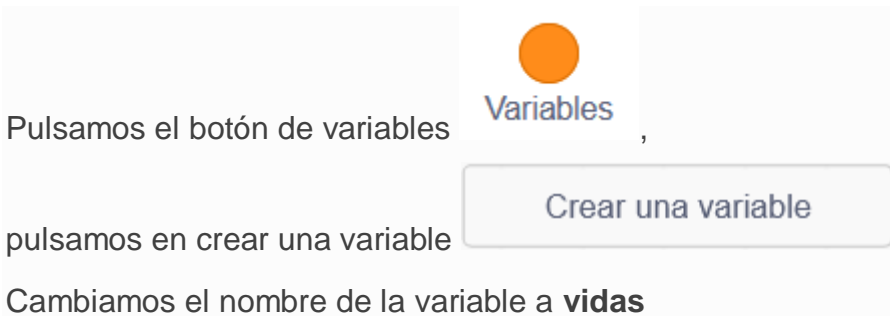 Pulsamos el botón de variables Variables ,
pulsamos en crear una variable Crear una variable
Cambiamos el nombre de la variable a vidas